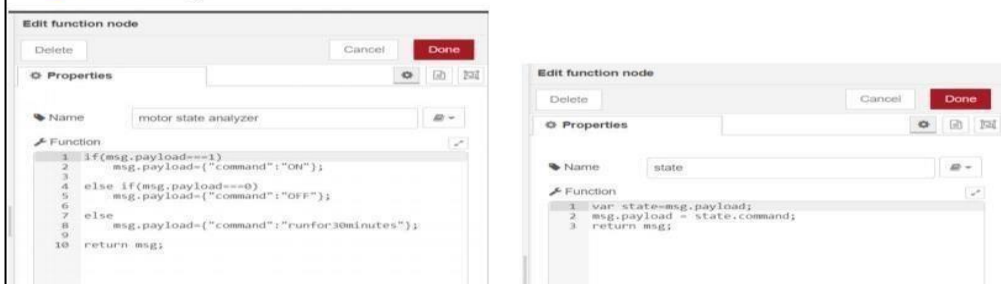 Edit function node
Delete Cancel Done
Properties
Name motor state analyzer
Function
1 if(msg.payload===1)
2 msg.payload={"command":"ON"};
3
4 else if(msg.payload===0)
5 msg.payload={"command":"OFF"};
6
7 else
8 msg.payload={"command":"runfor30minutes"};
9
10 return msg;
Edit function node
Delete Cancel Done
Properties
Name state
Function
1 var state=msg.payload;
2 msg.payload = state.command;
3 return msg;